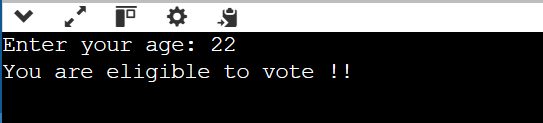 Enter your age: 22
You are eligible to vote !!